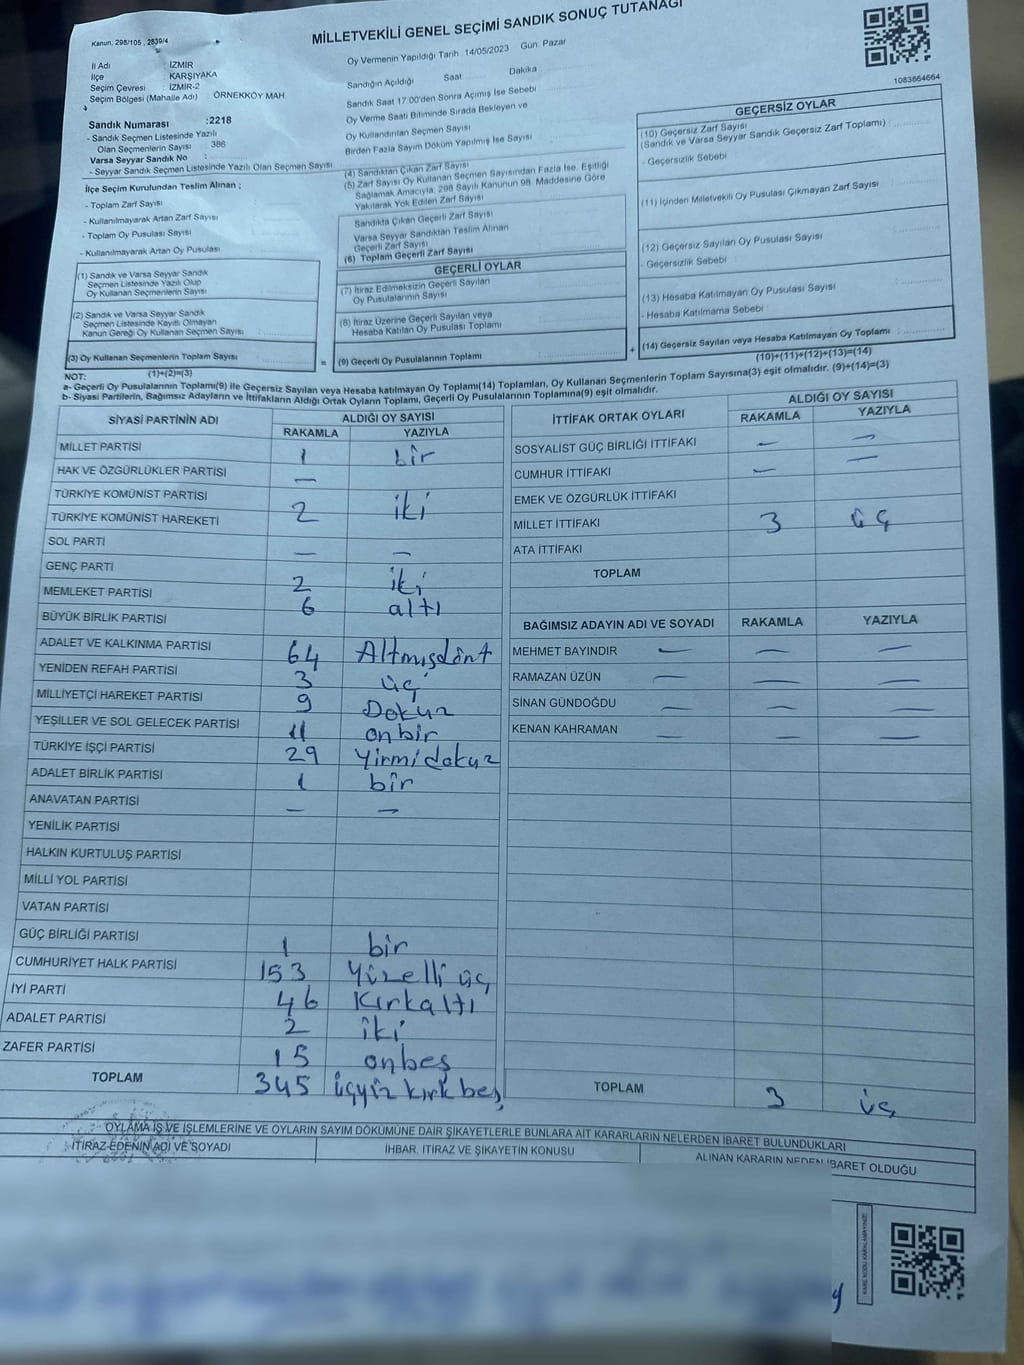 MİLLETVEKİLİ GENEL SEÇİMİ SANDIK SONUÇ TUTANAĞI
Kanun, 298/105 , 2839/4
İl Adı : İZMİR
İlçe : KARŞIYAKA
Seçim Çevresi : İZMİR-2
Seçim Bölgesi (Mahalle Adı) ÖRNEKKÖY MAH
Sandık Numarası :2218
- Sandık Seçmen Listesinde Yazılı
Olan Seçmenlerin Sayısı 386
Varsa Seyyar Sandık No :
- Seyyar Sandık Seçmen Listesinde Yazılı Olan Seçmen Sayısı
İlçe Seçim Kurulundan Teslim Alınan ;
- Toplam Zarf Sayısı
- Kullanılmayarak Artan Zarf Sayısı
- Toplam Oy Pusulası Sayısı
- Kullanılmayarak Artan Oy Pusulası
(1) Sandık ve Varsa Seyyar Sandık
Seçmen Listesinde Yazılı Olup
Oy Kullanan Seçmenlerin Sayısı
(2) Sandık ve Varsa Seyyar Sandık
Seçmen Listesinde Kayıtlı Olmayan
Kanun Gereği Oy Kullanan Seçmen Sayısı
(3) Oy Kullanan Seçmenlerin Toplam Sayısı
Oy Vermenin Yapıldığı Tarih : 14/05/2023 Gün: Pazar
Sandığın Açıldığı Saat Dakika
Sandık Saat 17.00'den Sonra Açımış İse Sebebi
Oy Verme Saati Bitiminde Sırada Bekleyen ve
Oy Kullandırılan Seçmen Sayısı
Birden Fazla Sayım Döküm Yapılmış İse Sayısı
(4) Sandıktan Çıkan Zarf Sayısı
(5) Zarf Sayısı Oy Kullanan Seçmen Sayısından Fazla İse, Eşitliği
Sağlamak Amacıyla, 298 Sayılı Kanunun 98. Maddesine Göre
Yakılarak Yok Edilen Zarf Sayısı
Sandıkta Çıkan Geçerli Zarf Sayısı
Varsa Seyyar Sandıktan Teslim Alınan
Geçerli Zarf Sayısı
(6) Toplam Geçerli Zarf Sayısı
GEÇERLİ OYLAR
(7) İtiraz Edilmeksizin Geçerli Sayılan
Oy Pusulalarının Sayısı
(8) İtiraz Üzerine Geçerli Sayılan veya
Hesaba Katılan Oy Pusulası Toplamı
= (9) Geçerli Oy Pusulalarının Toplamı +
1083664664
GEÇERSİZ OYLAR
(10) Geçersiz Zarf Sayısı
(Sandık ve Varsa Seyyar Sandık Geçersiz Zarf Toplamı)
- Geçersizlik Sebebi
(11) İçinden Milletvekili Oy Pusulası Çıkmayan Zarf Sayısı
(12) Geçersiz Sayılan Oy Pusulası Sayısı
- Geçersizlik Sebebi
(13) Hesaba Katılmayan Oy Pusulası Sayısı
- Hesaba Katılmama Sebebi
(14) Geçersiz Sayılan veya Hesaba Katılmayan Oy Toplamı
(10)+(11)+(12)+(13)=(14)
NOT: (1)+(2)=(3)
a- Geçerli Oy Pusulalarının Toplamı(9) ile Geçersiz Sayılan veya Hesaba katılmayan Oy Toplamı(14) Toplamları, Oy Kullanan Seçmenlerin Toplam Sayısına(3) eşit olmalıdır. (9)+(14)=(3)
b- Siyasi Partilerin, Bağımsız Adayların ve İttifakların Aldığı Ortak Oyların Toplamı, Geçerli Oy Pusulalarının Toplamına(9) eşit olmalıdır.
SİYASİ PARTİNİN ADI ALDIĞI OY SAYISI
RAKAMLA YAZIYLA
MİLLET PARTİSİ 1 bir
HAK VE ÖZGÜRLÜKLER PARTİSİ —
TÜRKİYE KOMÜNİST PARTİSİ 2 iki
TÜRKİYE KOMÜNİST HAREKETİ
SOL PARTİ — —
GENÇ PARTİ 2 iki
MEMLEKET PARTİSİ 6 altı
BÜYÜK BİRLİK PARTİSİ
ADALET VE KALKINMA PARTİSİ 64 Altmışdört
YENİDEN REFAH PARTİSİ 3 üç
MİLLİYETÇİ HAREKET PARTİSİ 9 Dokuz
YEŞİLLER VE SOL GELECEK PARTİSİ 11 onbir
TÜRKİYE İŞÇİ PARTİSİ 29 Yirmidokuz
ADALET BİRLİK PARTİSİ 1 bir
ANAVATAN PARTİSİ — —
YENİLİK PARTİSİ
HALKIN KURTULUŞ PARTİSİ
MİLLİ YOL PARTİSİ
VATAN PARTİSİ
GÜÇ BİRLİĞİ PARTİSİ 1 bir
CUMHURİYET HALK PARTİSİ 153 Yüzelli üç
İYİ PARTİ 46 Kırkaltı
ADALET PARTİSİ 2 iki
ZAFER PARTİSİ 15 onbeş
TOPLAM 345 üçyüz kırk beş
İTTİFAK ORTAK OYLARI ALDIĞI OY SAYISI
RAKAMLA YAZIYLA
SOSYALİST GÜÇ BİRLİĞİ İTTİFAKI — —
CUMHUR İTTİFAKI — —
EMEK VE ÖZGÜRLÜK İTTİFAKI
MİLLET İTTİFAKI 3 üç
ATA İTTİFAKI
TOPLAM
BAĞIMSIZ ADAYIN ADI VE SOYADI RAKAMLA YAZIYLA
MEHMET BAYINDIR — — —
RAMAZAN ÜZÜN — — —
SİNAN GÜNDOĞDU — — —
KENAN KAHRAMAN — — —
TOPLAM 3 üç
OYLAMA İŞ VE İŞLEMLERİNE VE OYLARIN SAYIM DÖKÜMÜNE DAİR ŞİKAYETLERLE BUNLARA AİT KARARLARIN NELERDEN İBARET BULUNDUKLARI
İTİRAZ EDENİN ADI VE SOYADI İHBAR, İTİRAZ VE ŞİKAYETİN KONUSU ALINAN KARARIN NEDEN İBARET OLDUĞU
KARE KODU KARALAMAYINIZ